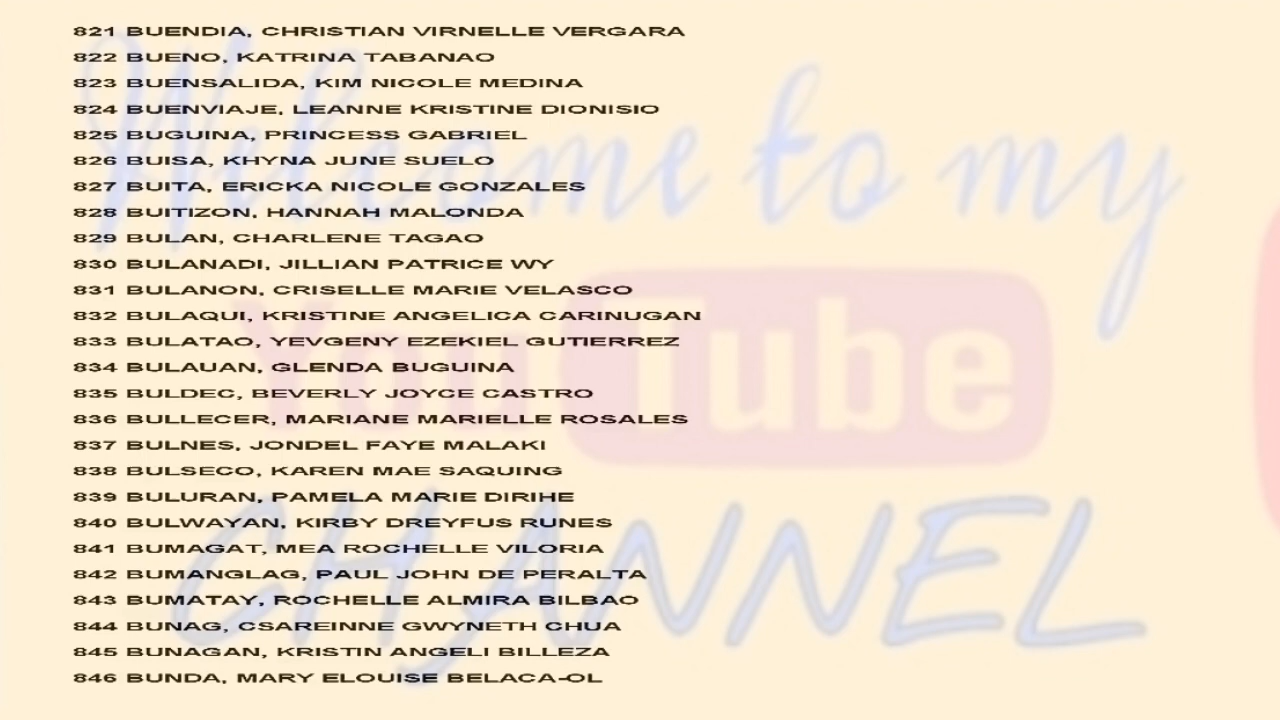 821 BUENDIA, CHRISTIAN VIRNELLE VERGARA
822 BUENO, KATRINA TABANAO
823 BUENSALIDA, KIM NICOLE MEDINA
824 BUENVIAJE, LEANNE KRISTINE DIONISIO
825 BUGUINA, PRINCESS GABRIEL
826 BUISA, KHYNA JUNE SUELO
827 BUITA, ERICKA NICOLE GONZALES
828 BUITIZON, HANNAH MALONDA
829 BULAN, CHARLENE TAGAO
830 BULANADI, JILLIAN PATRICE WY
831 BULANON, CRISELLE MARIE VELASCO
832 BULAQUI, KRISTINE ANGELICA CARINUGAN
833 BULATAO, YEVGENY EZEKIEL GUTIERREZ
834 BULAUAN, GLENDA BUGUINA
835 BULDEC, BEVERLY JOYCE CASTRO
836 BULLECER, MARIANE MARIELLE ROSALES
837 BULNES, JONDEL FAYE MALAKI
838 BULSECO, KAREN MAE SAQUING
839 BULURAN, PAMELA MARIE DIRIHE
840 BULWAYAN, KIRBY DREYFUS RUNES
841 BUMAGAT, MEA ROCHELLE VILORIA
842 BUMANGLAG, PAUL JOHN DE PERALTA
843 BUMATAY, ROCHELLE ALMIRA BILBAO
844 BUNAG, CSAREINNE GWYNETH CHUA
845 BUNAGAN, KRISTIN ANGELI BILLEZA
846 BUNDA, MARY ELOUISE BELACA-OL
Welcome to my
YouTube
CHANNEL